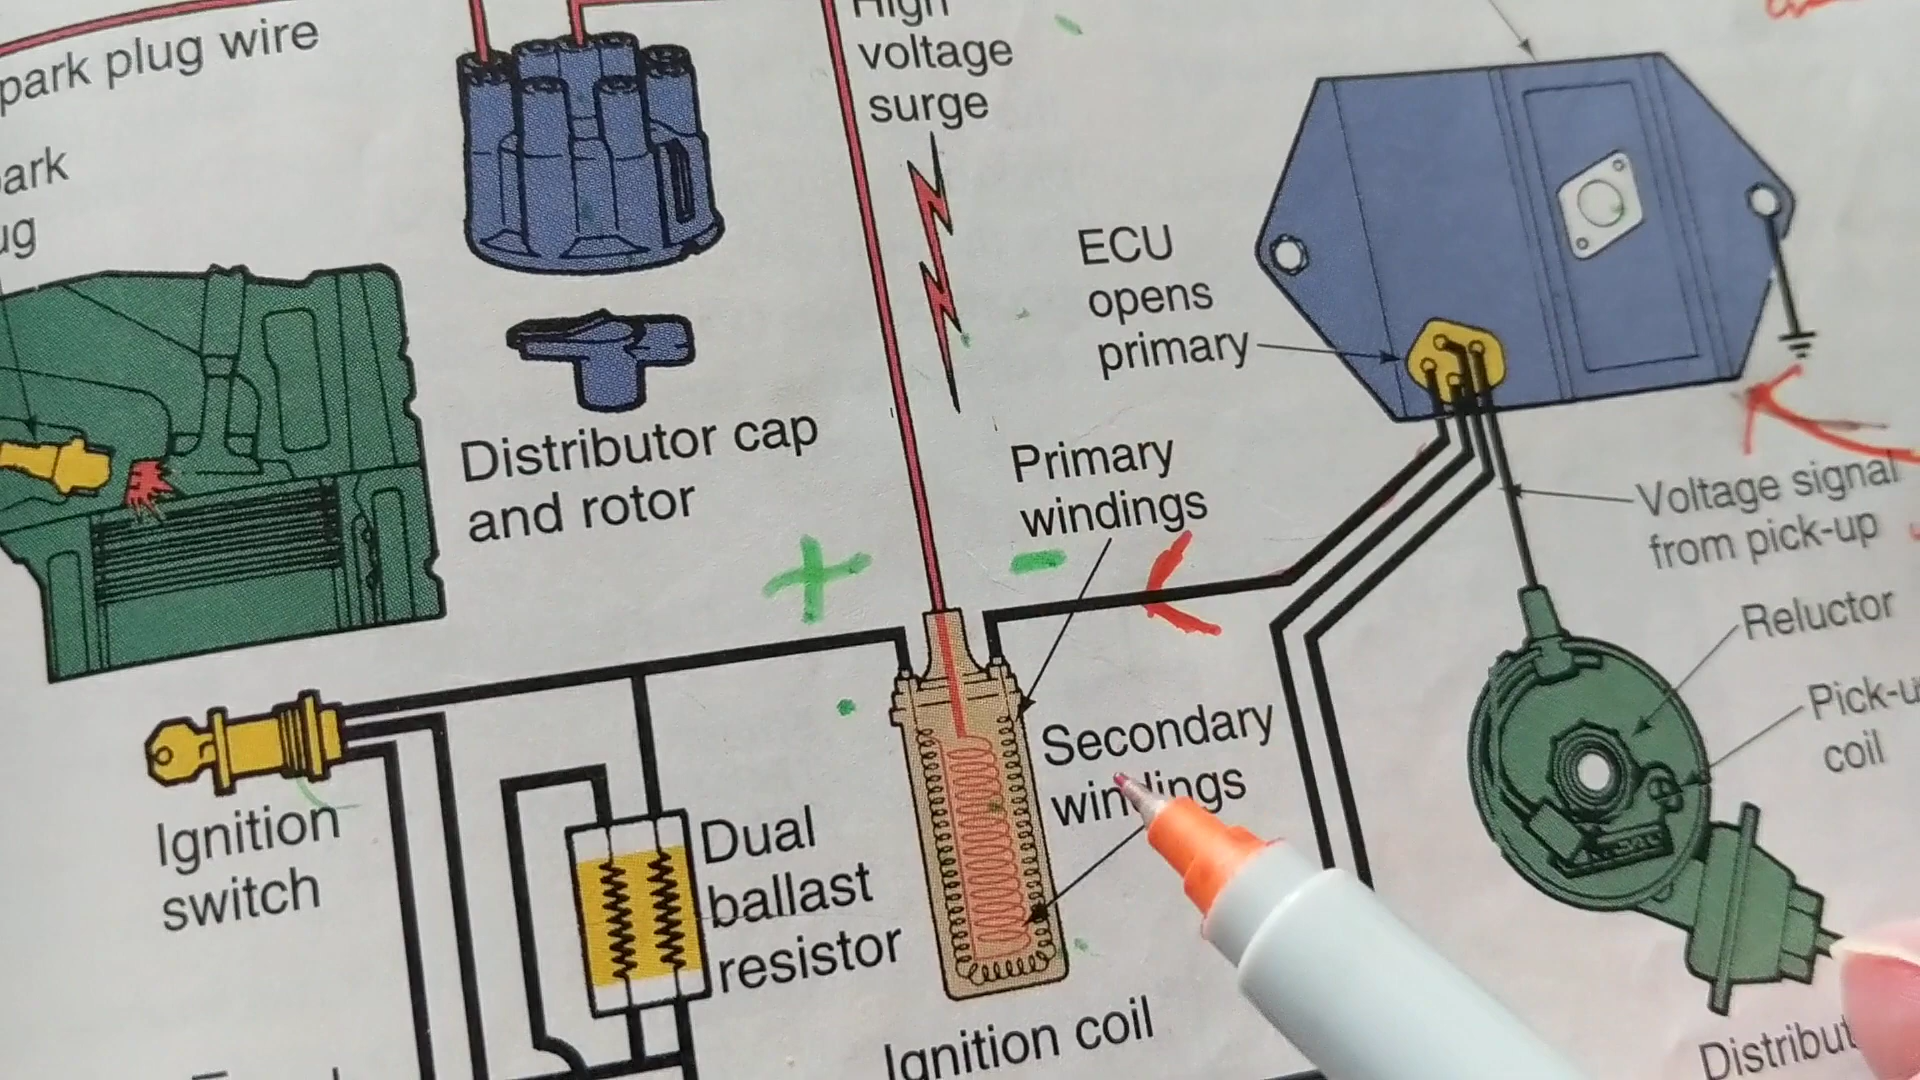 park plug wire
ark
ug
High
voltage
surge
ECU
opens
primary
Distributor cap
and rotor
Primary
windings
+
-
Voltage signal
from pick-up
Reluctor
Pick-u
coil
Secondary
windings
Ignition
switch
Dual
ballast
resistor
Ignition coil
Distribut